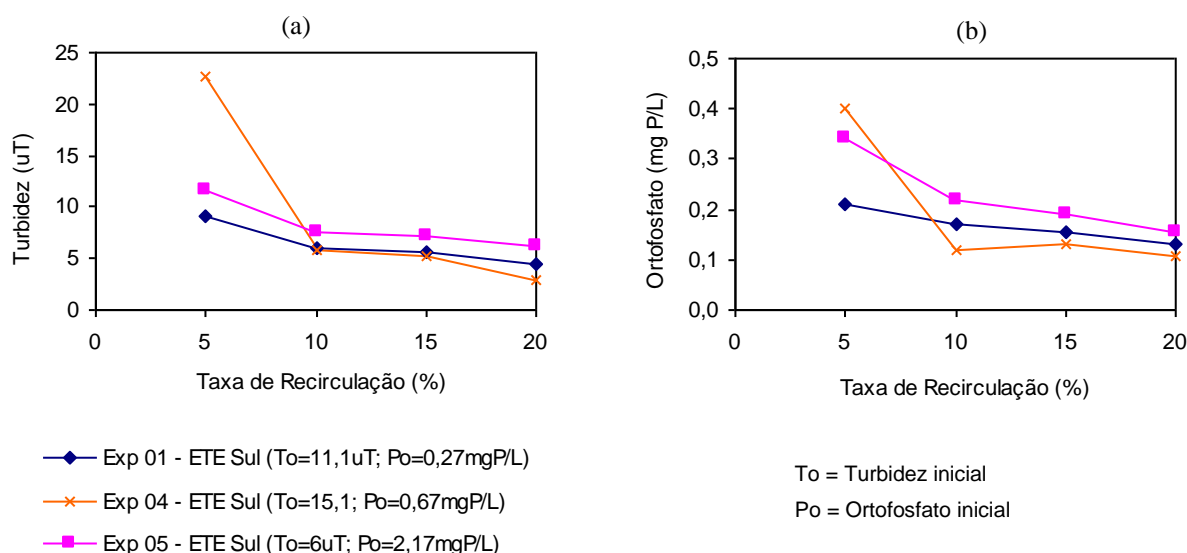 (a)
25
20
15
10
5
0
Turbidez (uT)
0 5 10 15 20
Taxa de Recirculação (%)
(b)
0,5
0,4
0,3
0,2
0,1
0,0
Ortofosfato (mg P/L)
0 5 10 15 20
Taxa de Recirculação (%)
Exp 01 - ETE Sul (To=11,1uT; Po=0,27mgP/L)
Exp 04 - ETE Sul (To=15,1; Po=0,67mgP/L)
Exp 05 - ETE Sul (To=6uT; Po=2,17mgP/L)
To = Turbidez inicial
Po = Ortofosfato inicial